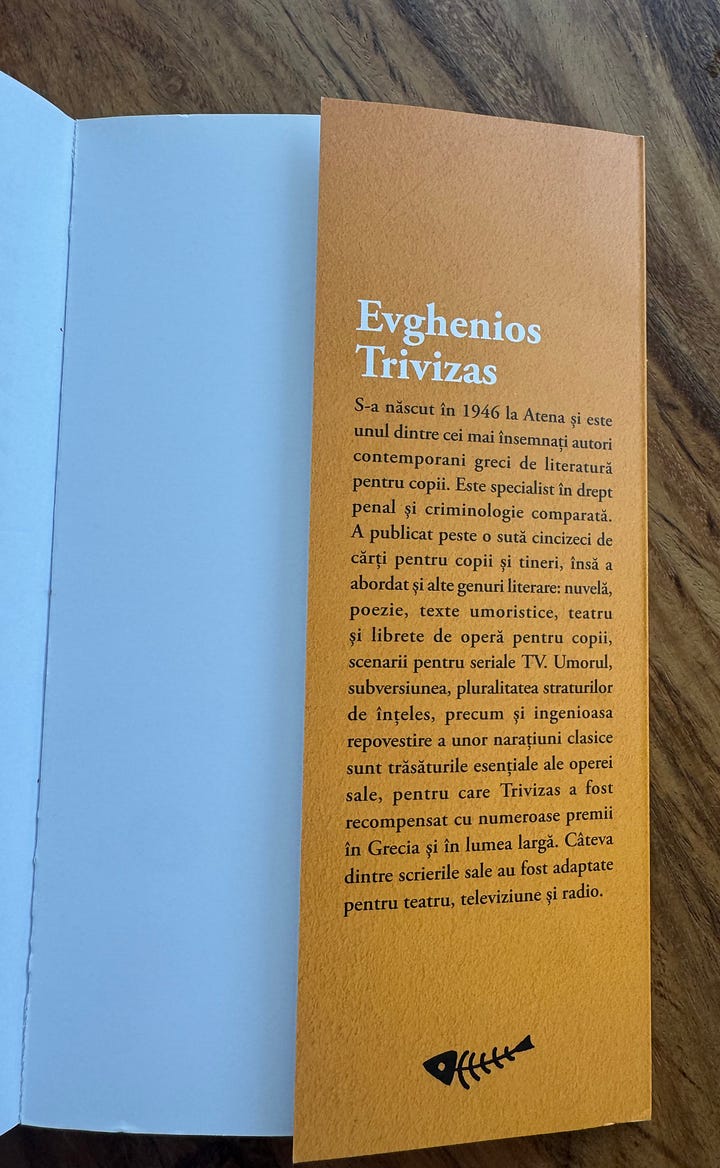 Evghenios
Trivizas
S-a născut în 1946 la Atena și este
unul dintre cei mai însemnați autori
contemporani greci de literatură
pentru copii. Este specialist în drept
penal și criminologie comparată.
A publicat peste o sută cincizeci de
cărți pentru copii și tineri, însă a
abordat și alte genuri literare: nuvelă,
poezie, texte umoristice, teatru
și librete de operă pentru copii,
scenarii pentru seriale TV. Umorul,
subversiunea, pluralitatea straturilor
de înțeles, precum și ingenioasa
repovestire a unor narațiuni clasice
sunt trăsăturile esențiale ale operei
sale, pentru care Trivizas a fost
recompensat cu numeroase premii
în Grecia și în lumea largă. Câteva
dintre scrierile sale au fost adaptate
pentru teatru, televiziune și radio.